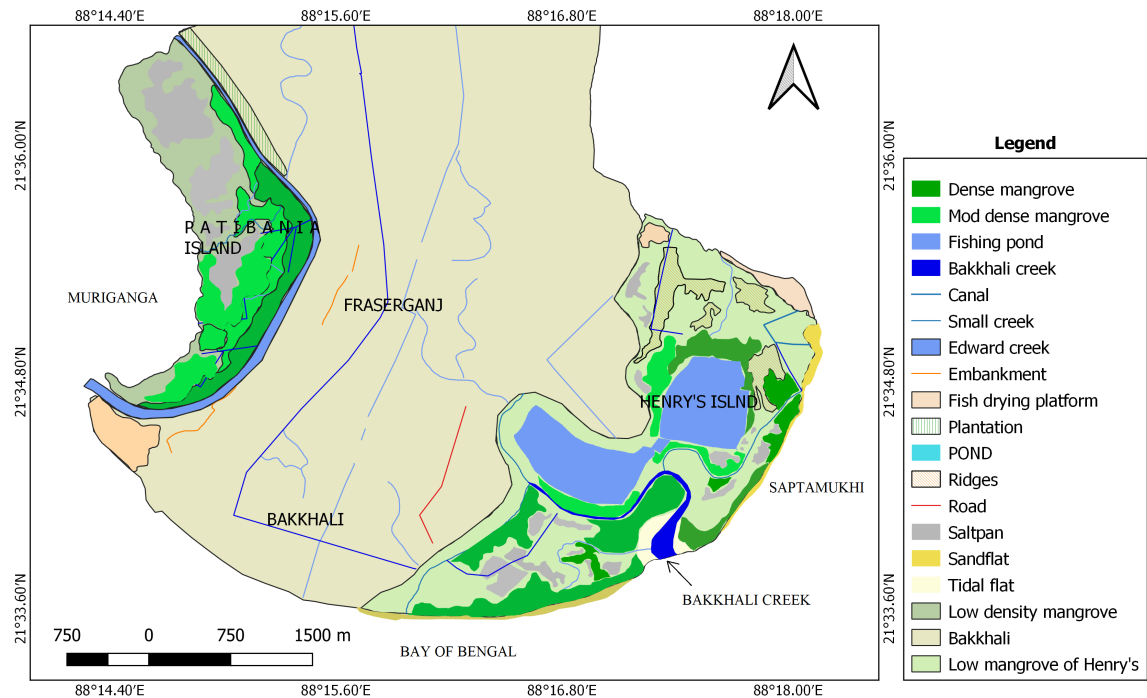 88°14.40′E 88°15.60′E 88°16.80′E 88°18.00′E
21°36.00′N 21°36.00′N
PATIBANIA
ISLAND
MURIGANGA
FRASERGANJ
21°34.80′N 21°34.80′N
HENRY'S ISLND
SAPTAMUKHI
BAKKHALI
BAKKHALI CREEK
21°33.60′N 21°33.60′N
750 0 750 1500 m
BAY OF BENGAL
88°14.40′E 88°15.60′E 88°16.80′E 88°18.00′E
Legend
Dense mangrove
Mod dense mangrove
Fishing pond
Bakkhali creek
Canal
Small creek
Edward creek
Embankment
Fish drying platform
Plantation
POND
Ridges
Road
Saltpan
Sandflat
Tidal flat
Low density mangrove
Bakkhali
Low mangrove of Henry's